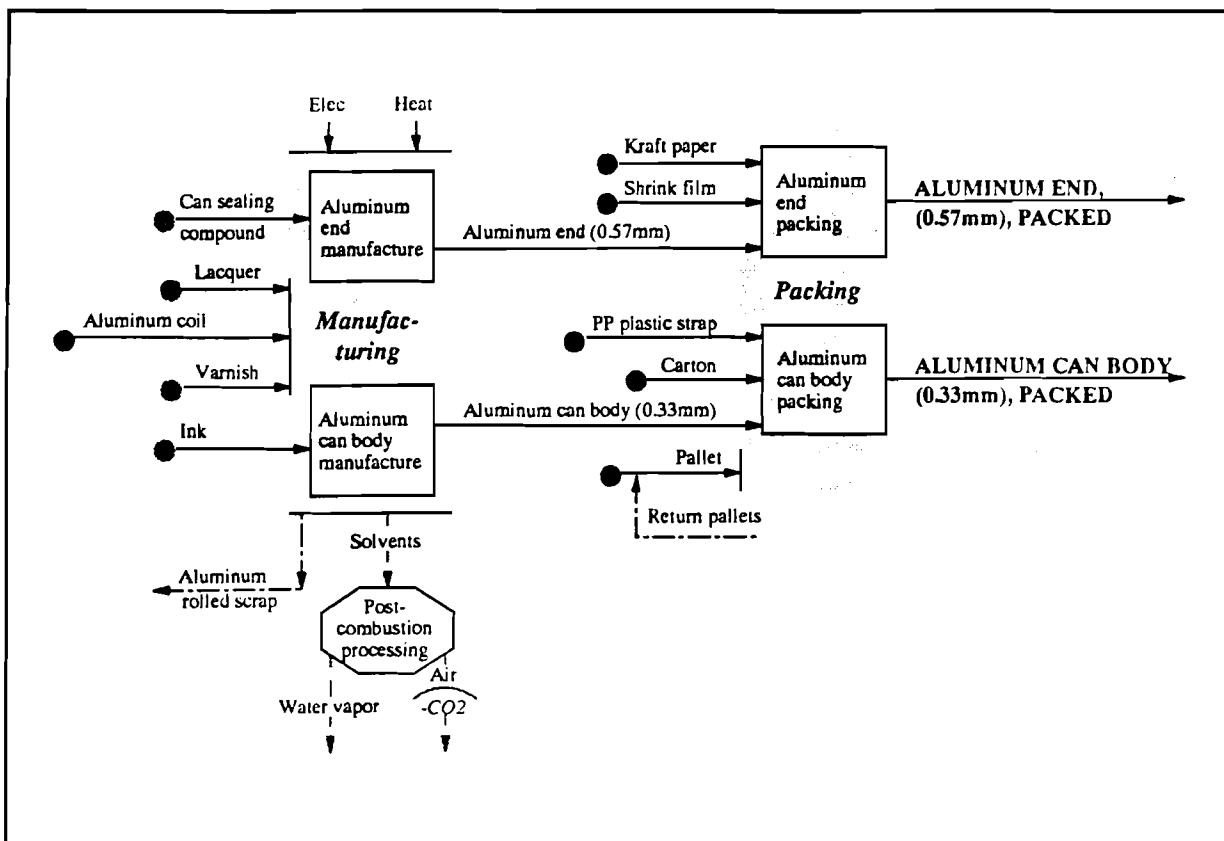 Elec Heat
Kraft paper
Shrink film
Aluminum
end
packing
ALUMINUM END,
(0.57mm), PACKED
Can sealing
compound
Aluminum
end
manufacture
Aluminum end (0.57mm)
Lacquer
Aluminum coil
Varnish
Manufac-
turing
Packing
PP plastic strap
Carton
Aluminum
can body
packing
ALUMINUM CAN BODY
(0.33mm), PACKED
Ink
Aluminum
can body
manufacture
Aluminum can body (0.33mm)
Pallet
Return pallets
Solvents
Aluminum
rolled scrap
Post-
combustion
processing
Air
Water vapor
-CO2